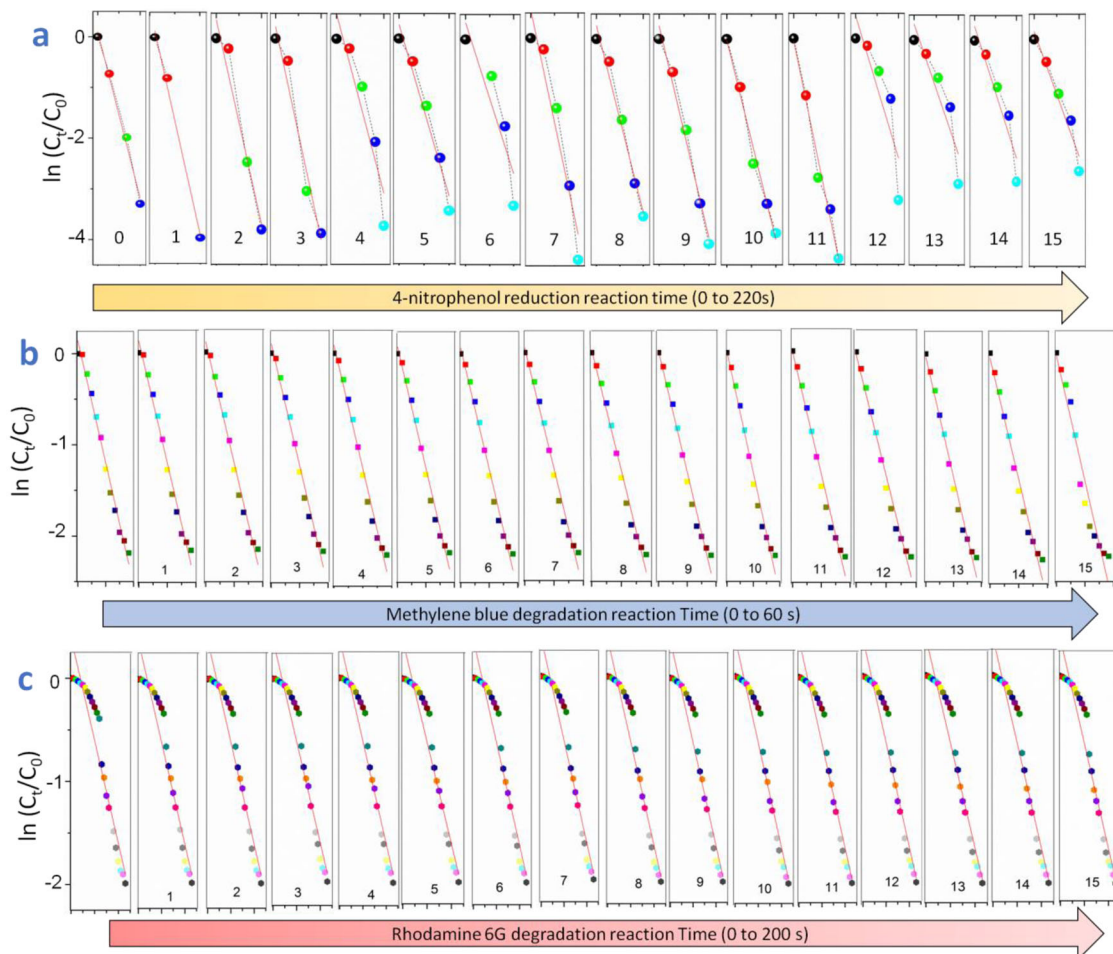 a
ln (Ct/C0)
0
-2
-4
0 1 2 3 4 5 6 7 8 9 10 11 12 13 14 15
4-nitrophenol reduction reaction time (0 to 220s)
b
ln (Ct/C0)
0
-1
-2
1 2 3 4 5 6 7 8 9 10 11 12 13 14 15
Methylene blue degradation reaction Time (0 to 60 s)
c
ln (Ct/C0)
0
-1
-2
1 2 3 4 5 6 7 8 9 10 11 12 13 14 15
Rhodamine 6G degradation reaction Time (0 to 200 s)